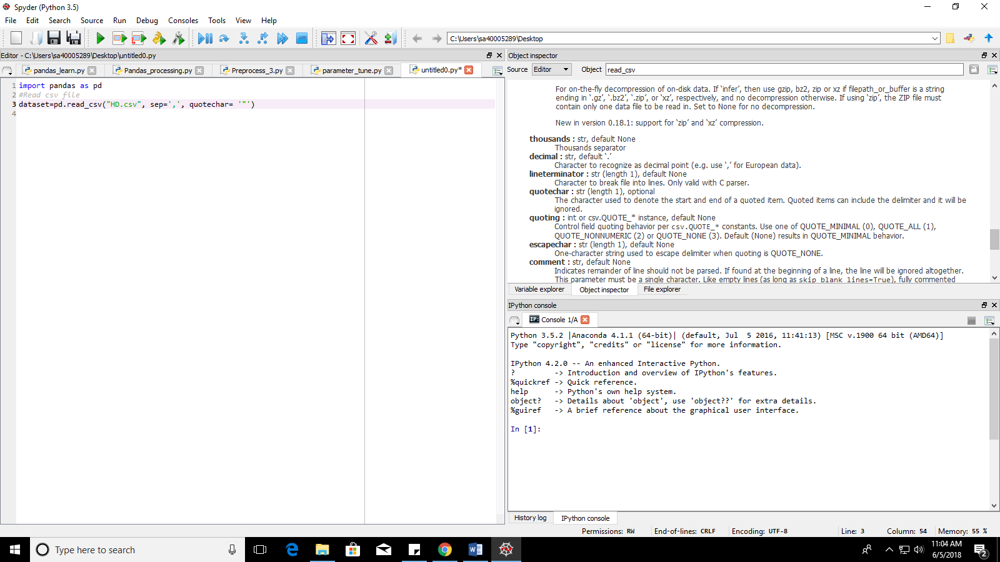 Spyder (Python 3.5)
File Edit Search Source Run Debug Consoles Tools View Help
C:\Users\sa40005289\Desktop
Editor - C:\Users\sa40005289\Desktop\untitled0.py
pandas_learn.py Pandas_processing.py Preprocess_3.py parameter_tune.py untitled0.py*
1 import pandas as pd
2 #Read csv file
3 dataset=pd.read_csv("HD.csv", sep=',', quotechar= '"')
4
Object inspector
Source Editor Object read_csv
For on-the-fly decompression of on-disk data. If ‘infer’, then use gzip, bz2, zip or xz if filepath_or_buffer is a string
ending in ‘.gz’, ‘.bz2’, ‘.zip’, or ‘xz’, respectively, and no decompression otherwise. If using ‘zip’, the ZIP file must
contain only one data file to be read in. Set to None for no decompression.
New in version 0.18.1: support for ‘zip’ and ‘xz’ compression.
thousands : str, default None
Thousands separator
decimal : str, default ‘.’
Character to recognize as decimal point (e.g. use ‘,’ for European data).
lineterminator : str (length 1), default None
Character to break file into lines. Only valid with C parser.
quotechar : str (length 1), optional
The character used to denote the start and end of a quoted item. Quoted items can include the delimiter and it will be
ignored.
quoting : int or csv.QUOTE_* instance, default None
Control field quoting behavior per csv.QUOTE_* constants. Use one of QUOTE_MINIMAL (0), QUOTE_ALL (1),
QUOTE_NONNUMERIC (2) or QUOTE_NONE (3). Default (None) results in QUOTE_MINIMAL behavior.
escapechar : str (length 1), default None
One-character string used to escape delimiter when quoting is QUOTE_NONE.
comment : str, default None
Indicates remainder of line should not be parsed. If found at the beginning of a line, the line will be ignored altogether.
This parameter must be a single character. Like empty lines (as long as skip_blank_lines=True), fully commented
Variable explorer Object inspector File explorer
IPython console
IP: Console 1/A
Python 3.5.2 |Anaconda 4.1.1 (64-bit)| (default, Jul  5 2016, 11:41:13) [MSC v.1900 64 bit (AMD64)]
Type "copyright", "credits" or "license" for more information.
IPython 4.2.0 -- An enhanced Interactive Python.
?         -> Introduction and overview of IPython's features.
%quickref -> Quick reference.
help      -> Python's own help system.
object?   -> Details about 'object', use 'object??' for extra details.
%guiref   -> A brief reference about the graphical user interface.
In [1]:
History log IPython console
Permissions: RW End-of-lines: CRLF Encoding: UTF-8 Line: 3 Column: 54 Memory: 55 %
Type here to search
11:04 AM
6/5/2018
2